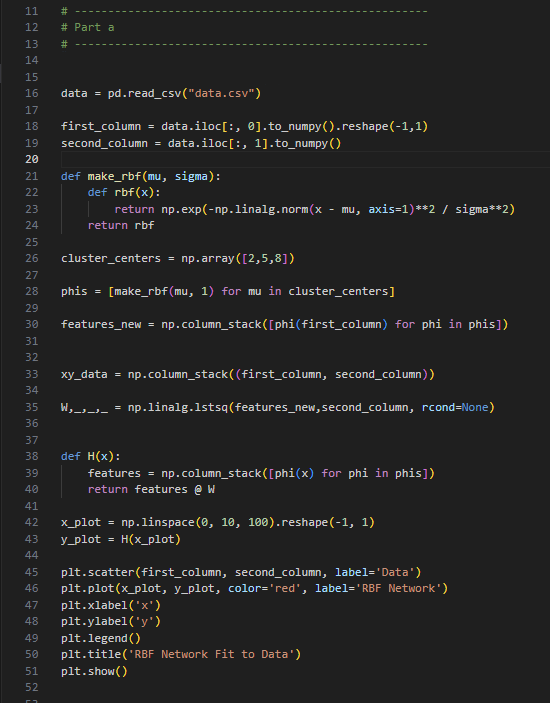 11 # ------------------------------------------------------
12 # Part a
13 # ------------------------------------------------------
14
15
16 data = pd.read_csv("data.csv")
17
18 first_column = data.iloc[:, 0].to_numpy().reshape(-1,1)
19 second_column = data.iloc[:, 1].to_numpy()
20
21 def make_rbf(mu, sigma):
22     def rbf(x):
23         return np.exp(-np.linalg.norm(x - mu, axis=1)**2 / sigma**2)
24     return rbf
25
26 cluster_centers = np.array([2,5,8])
27
28 phis = [make_rbf(mu, 1) for mu in cluster_centers]
29
30 features_new = np.column_stack([phi(first_column) for phi in phis])
31
32
33 xy_data = np.column_stack((first_column, second_column))
34
35 W,_,_,_ = np.linalg.lstsq(features_new,second_column, rcond=None)
36
37
38 def H(x):
39     features = np.column_stack([phi(x) for phi in phis])
40     return features @ W
41
42 x_plot = np.linspace(0, 10, 100).reshape(-1, 1)
43 y_plot = H(x_plot)
44
45 plt.scatter(first_column, second_column, label='Data')
46 plt.plot(x_plot, y_plot, color='red', label='RBF Network')
47 plt.xlabel('x')
48 plt.ylabel('y')
49 plt.legend()
50 plt.title('RBF Network Fit to Data')
51 plt.show()
52